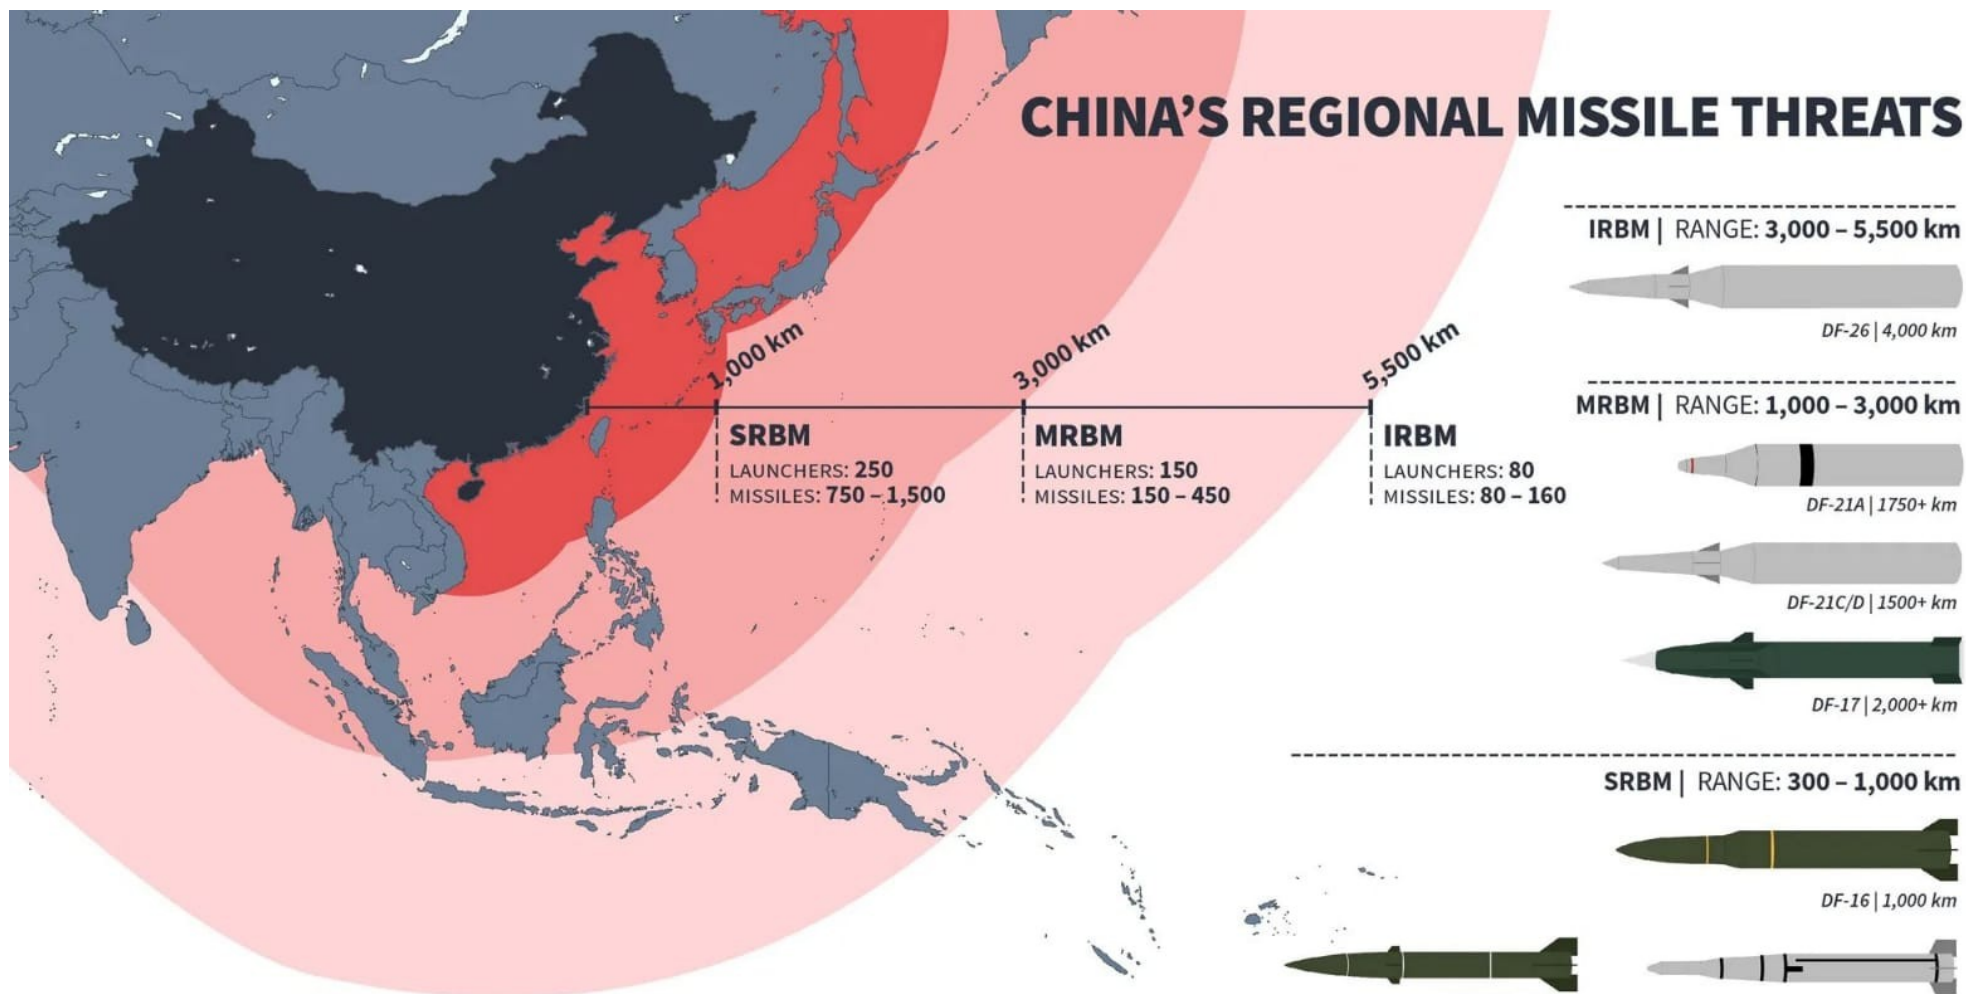 CHINA'S REGIONAL MISSILE THREATS
1,000 km
3,000 km
5,500 km
SRBM
LAUNCHERS: 250
MISSILES: 750 – 1,500
MRBM
LAUNCHERS: 150
MISSILES: 150 – 450
IRBM
LAUNCHERS: 80
MISSILES: 80 – 160
IRBM | RANGE: 3,000 – 5,500 km
DF-26 | 4,000 km
MRBM | RANGE: 1,000 – 3,000 km
DF-21A | 1750+ km
DF-21C/D | 1500+ km
DF-17 | 2,000+ km
SRBM | RANGE: 300 – 1,000 km
DF-16 | 1,000 km